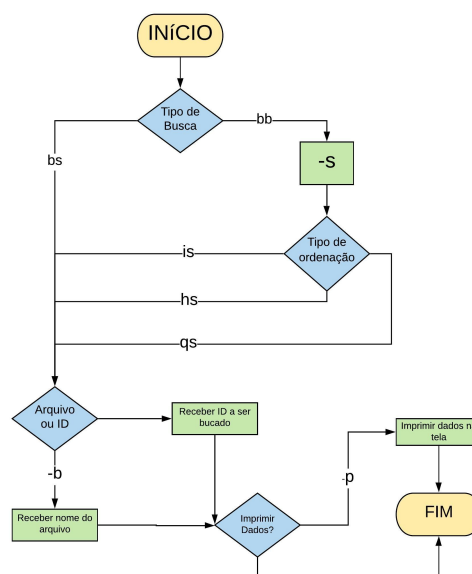 INíCIO
Tipo de
Busca
bb
bs
-s
Tipo de
ordenação
is
hs
qs
Arquivo
ou ID
Receber ID a ser
bucado
Imprimir dados n
tela
-b
-p
Receber nome do
arquivo
Imprimir
Dados?
FIM